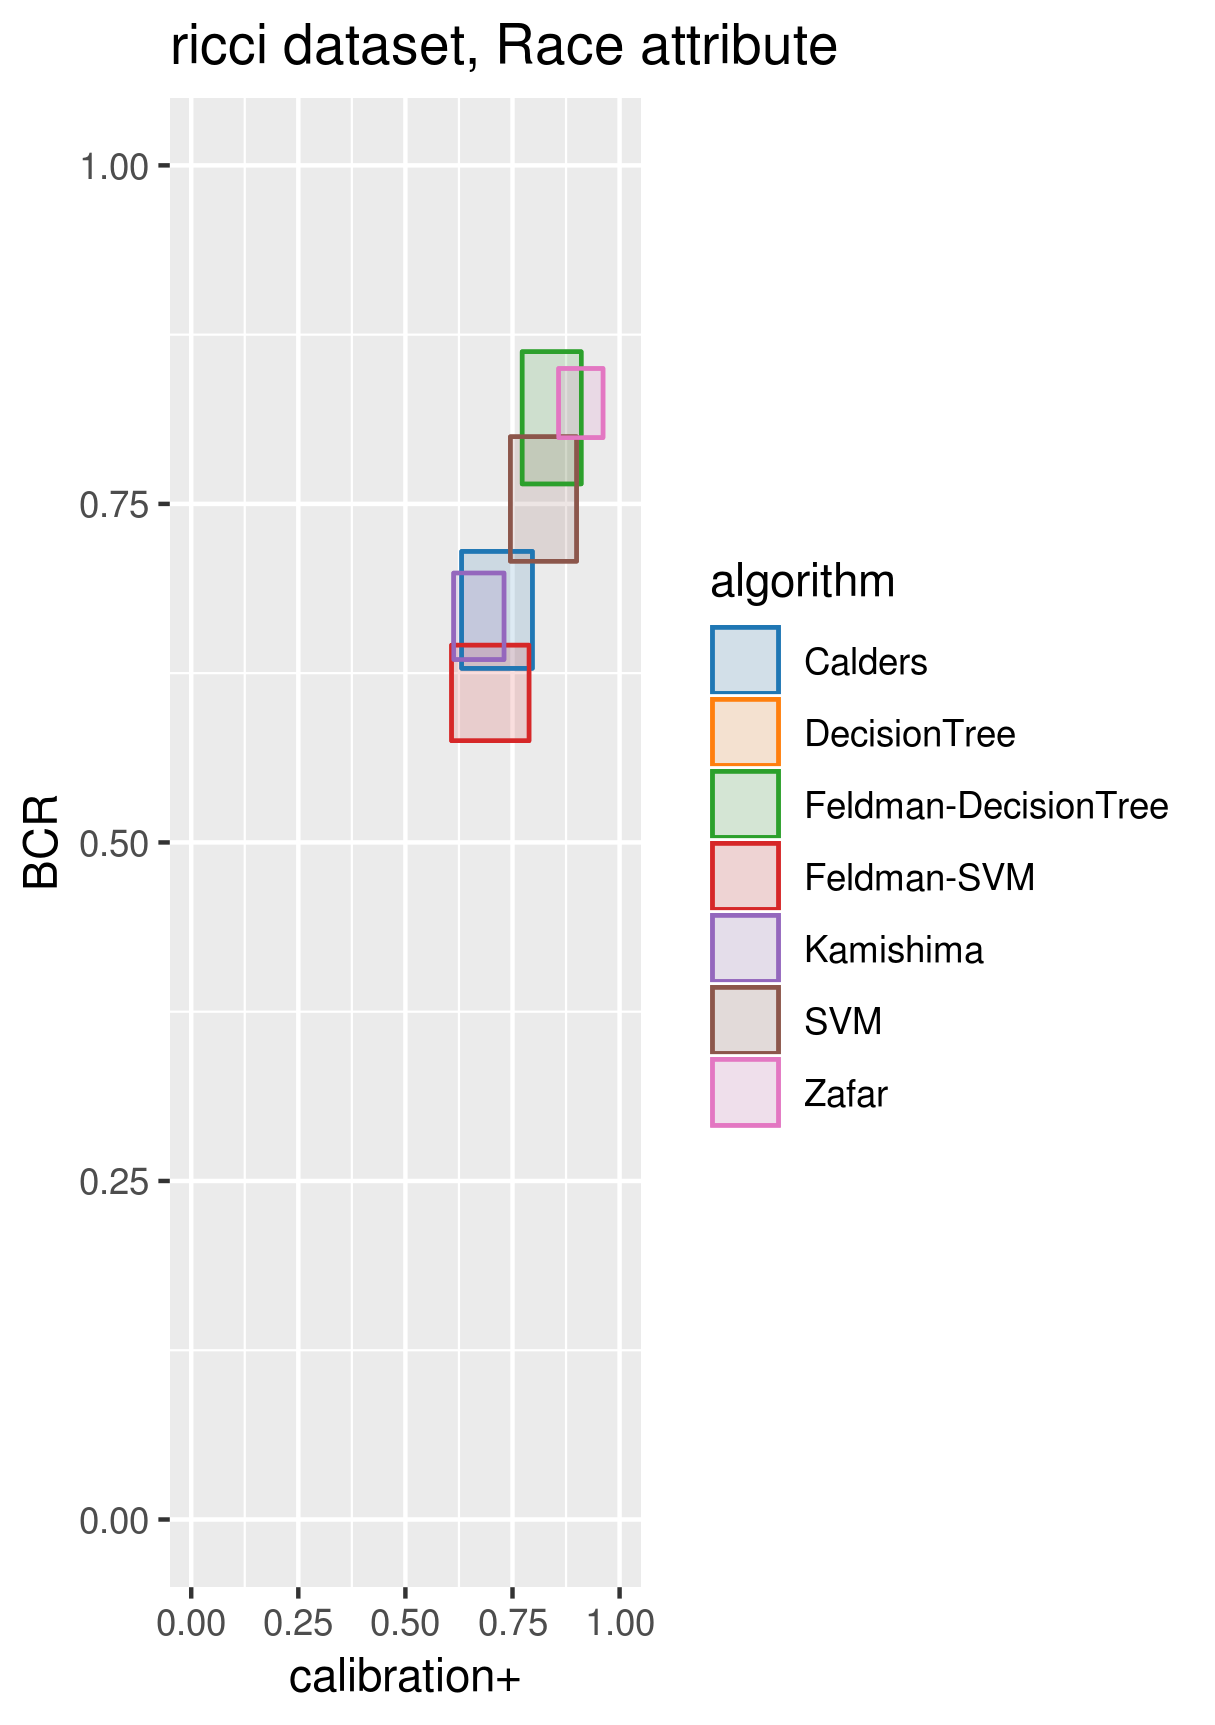 ricci dataset, Race attribute
1.00
0.75
0.50
0.25
0.00
BCR
0.00 0.25 0.50 0.75 1.00
calibration+
algorithm
Calders
DecisionTree
Feldman-DecisionTree
Feldman-SVM
Kamishima
SVM
Zafar